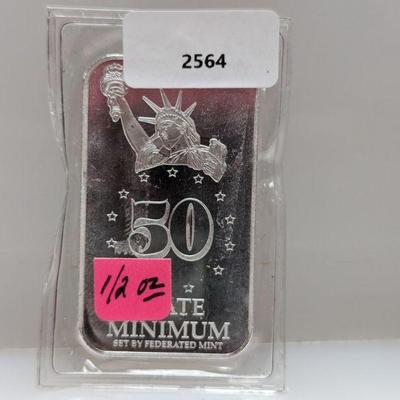 2564
50
1/2 oz
ATE
MINIMUM
SET BY FEDERATED MINT